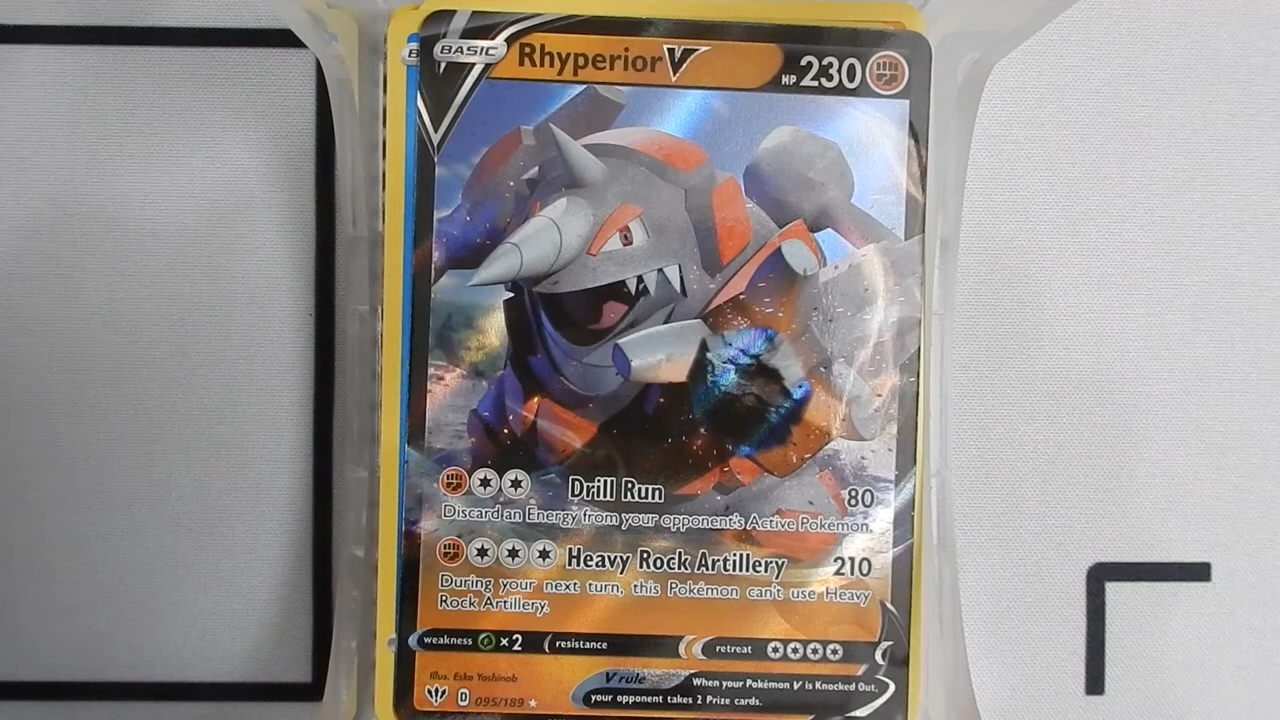 B
BASIC
Rhyperior V
HP 230
Drill Run 80
Discard an Energy from your opponent's Active Pokémon.
Heavy Rock Artillery 210
During your next turn, this Pokémon can't use Heavy
Rock Artillery.
weakness ×2 resistance retreat
Illus. Eske Yoshinob
V rule When your Pokémon V is Knocked Out,
your opponent takes 2 Prize cards.
D 095/189